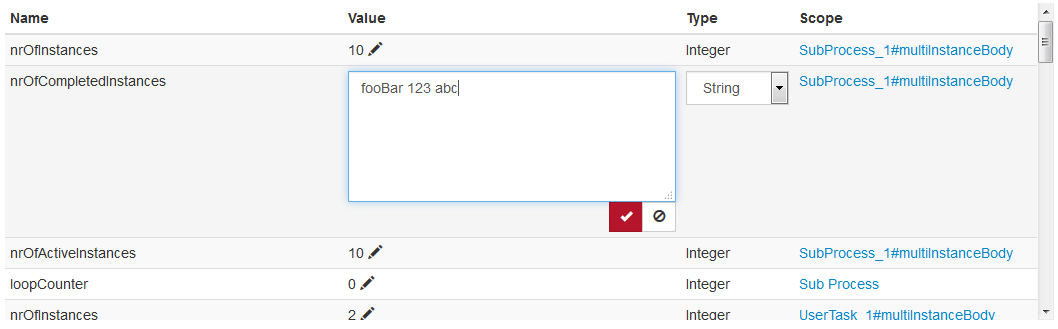 Name Value Type Scope
nrOfInstances 10 Integer SubProcess_1#multiInstanceBody
nrOfCompletedInstances fooBar 123 abc String SubProcess_1#multiInstanceBody
nrOfActiveInstances 10 Integer SubProcess_1#multiInstanceBody
loopCounter 0 Integer Sub Process
nrOfInstances 2 Integer UserTask_1#multiInstanceBody